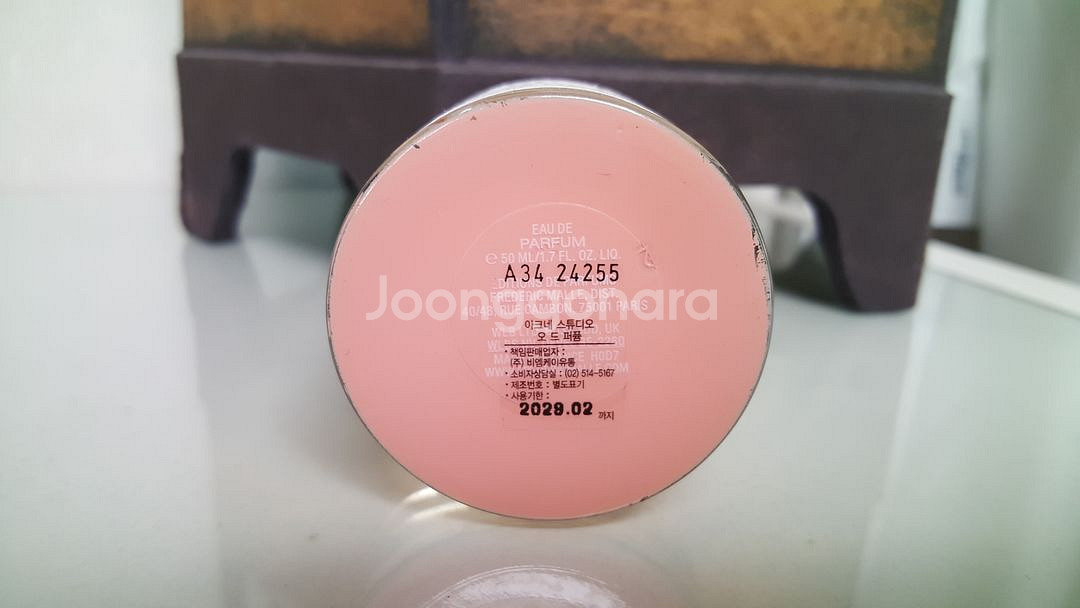 EAU DE
PARFUM
℮ 50 ML/1.7 FL. OZ. LIQ.
A34 24255
FREDERIC MALLE, DIST.
40/48, RUE CAMBON, 75001 PARIS
Joonggonara
아크네 스튜디오
오 드 퍼퓸
• 책임판매업자 :
(주) 비엠케이유통
• 소비자상담실 : (02) 514-5167
• 제조번호 : 별도표기
• 사용기한 :
2029.02 까지